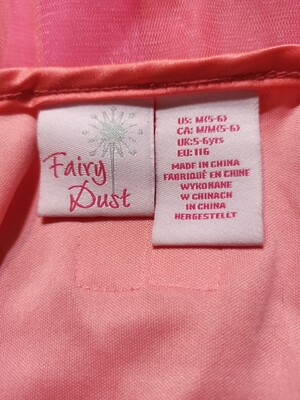 Fairy
Dust
US: M(5-6)
CA: M/M(5-6)
UK: 5-6yrs
EU: 116
MADE IN CHINA
FABRIQUÉ EN CHINE
WYKONANE
W CHINACH
IN CHINA
HERGESTELLT